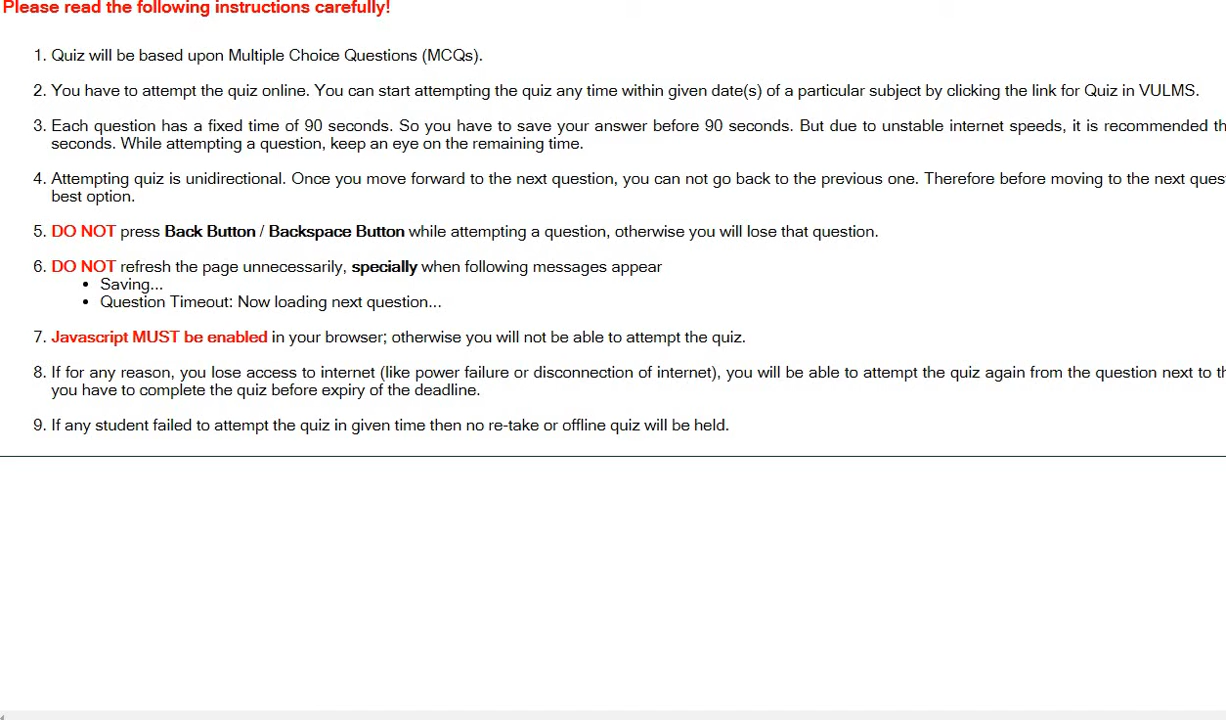 Please read the following instructions carefully!
1. Quiz will be based upon Multiple Choice Questions (MCQs).
2. You have to attempt the quiz online. You can start attempting the quiz any time within given date(s) of a particular subject by clicking the link for Quiz in VULMS.
3. Each question has a fixed time of 90 seconds. So you have to save your answer before 90 seconds. But due to unstable internet speeds, it is recommended
seconds. While attempting a question, keep an eye on the remaining time.
4. Attempting quiz is unidirectional. Once you move forward to the next question, you can not go back to the previous one. Therefore before moving to the next
best option.
5. DO NOT press Back Button / Backspace Button while attempting a question, otherwise you will lose that question.
6. DO NOT refresh the page unnecessarily, specially when following messages appear
• Saving...
• Question Timeout: Now loading next question...
7. Javascript MUST be enabled in your browser; otherwise you will not be able to attempt the quiz.
8. If for any reason, you lose access to internet (like power failure or disconnection of internet), you will be able to attempt the quiz again from the question next to
you have to complete the quiz before expiry of the deadline.
9. If any student failed to attempt the quiz in given time then no re-take or offline quiz will be held.